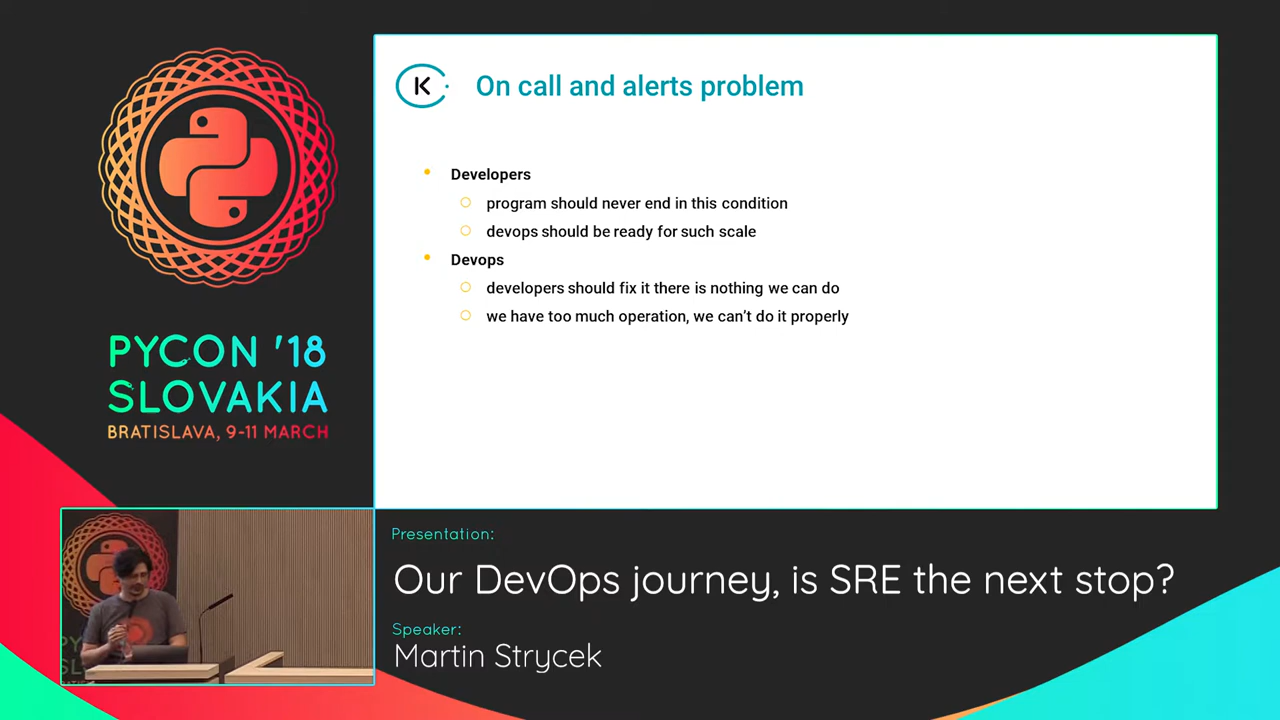 PYCON '18
SLOVAKIA
BRATISLAVA, 9-11 MARCH
K
On call and alerts problem
Developers
program should never end in this condition
devops should be ready for such scale
Devops
developers should fix it there is nothing we can do
we have too much operation, we can't do it properly
Presentation:
Our DevOps journey, is SRE the next stop?
Speaker:
Martin Strycek